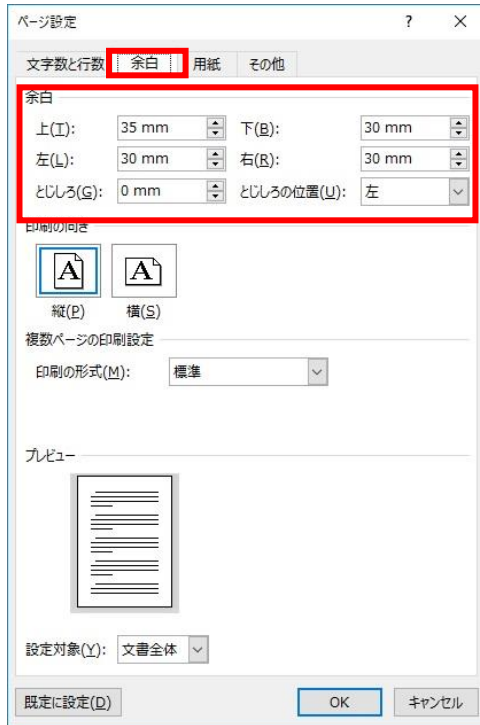 ページ設定 ? ×
文字数と行数 余白 用紙 その他
余白
上(T): 35 mm 下(B): 30 mm
左(L): 30 mm 右(R): 30 mm
とじしろ(G): 0 mm とじしろの位置(U): 左
印刷の向き
A A
縦(P) 横(S)
複数ページの印刷設定
印刷の形式(M): 標準
プレビュー
設定対象(Y): 文書全体
既定に設定(D) OK キャンセル